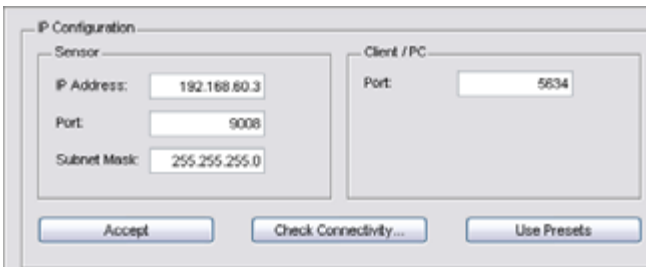 IP Configuration
Sensor
IP Address: 192.168.60.3
Port: 9008
Subnet Mask: 255.255.255.0
Client / PC
Port: 5634
Accept
Check Connectivity...
Use Presets